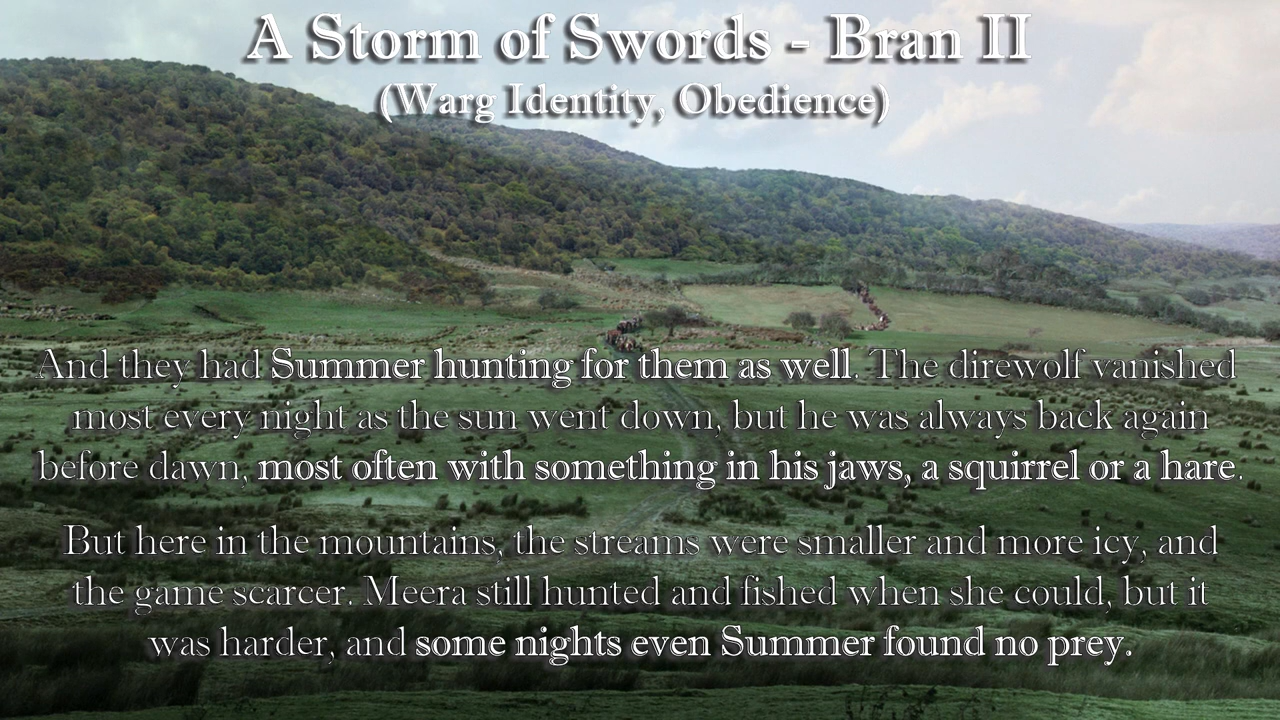 A Storm of Swords - Bran II
(Warg Identity, Obedience)
And they had Summer hunting for them as well. The direwolf vanished
most every night as the sun went down, but he was always back again
before dawn, most often with something in his jaws, a squirrel or a hare.
But here in the mountains, the streams were smaller and more icy, and
the game scarcer. Meera still hunted and fished when she could, but it
was harder, and some nights even Summer found no prey.